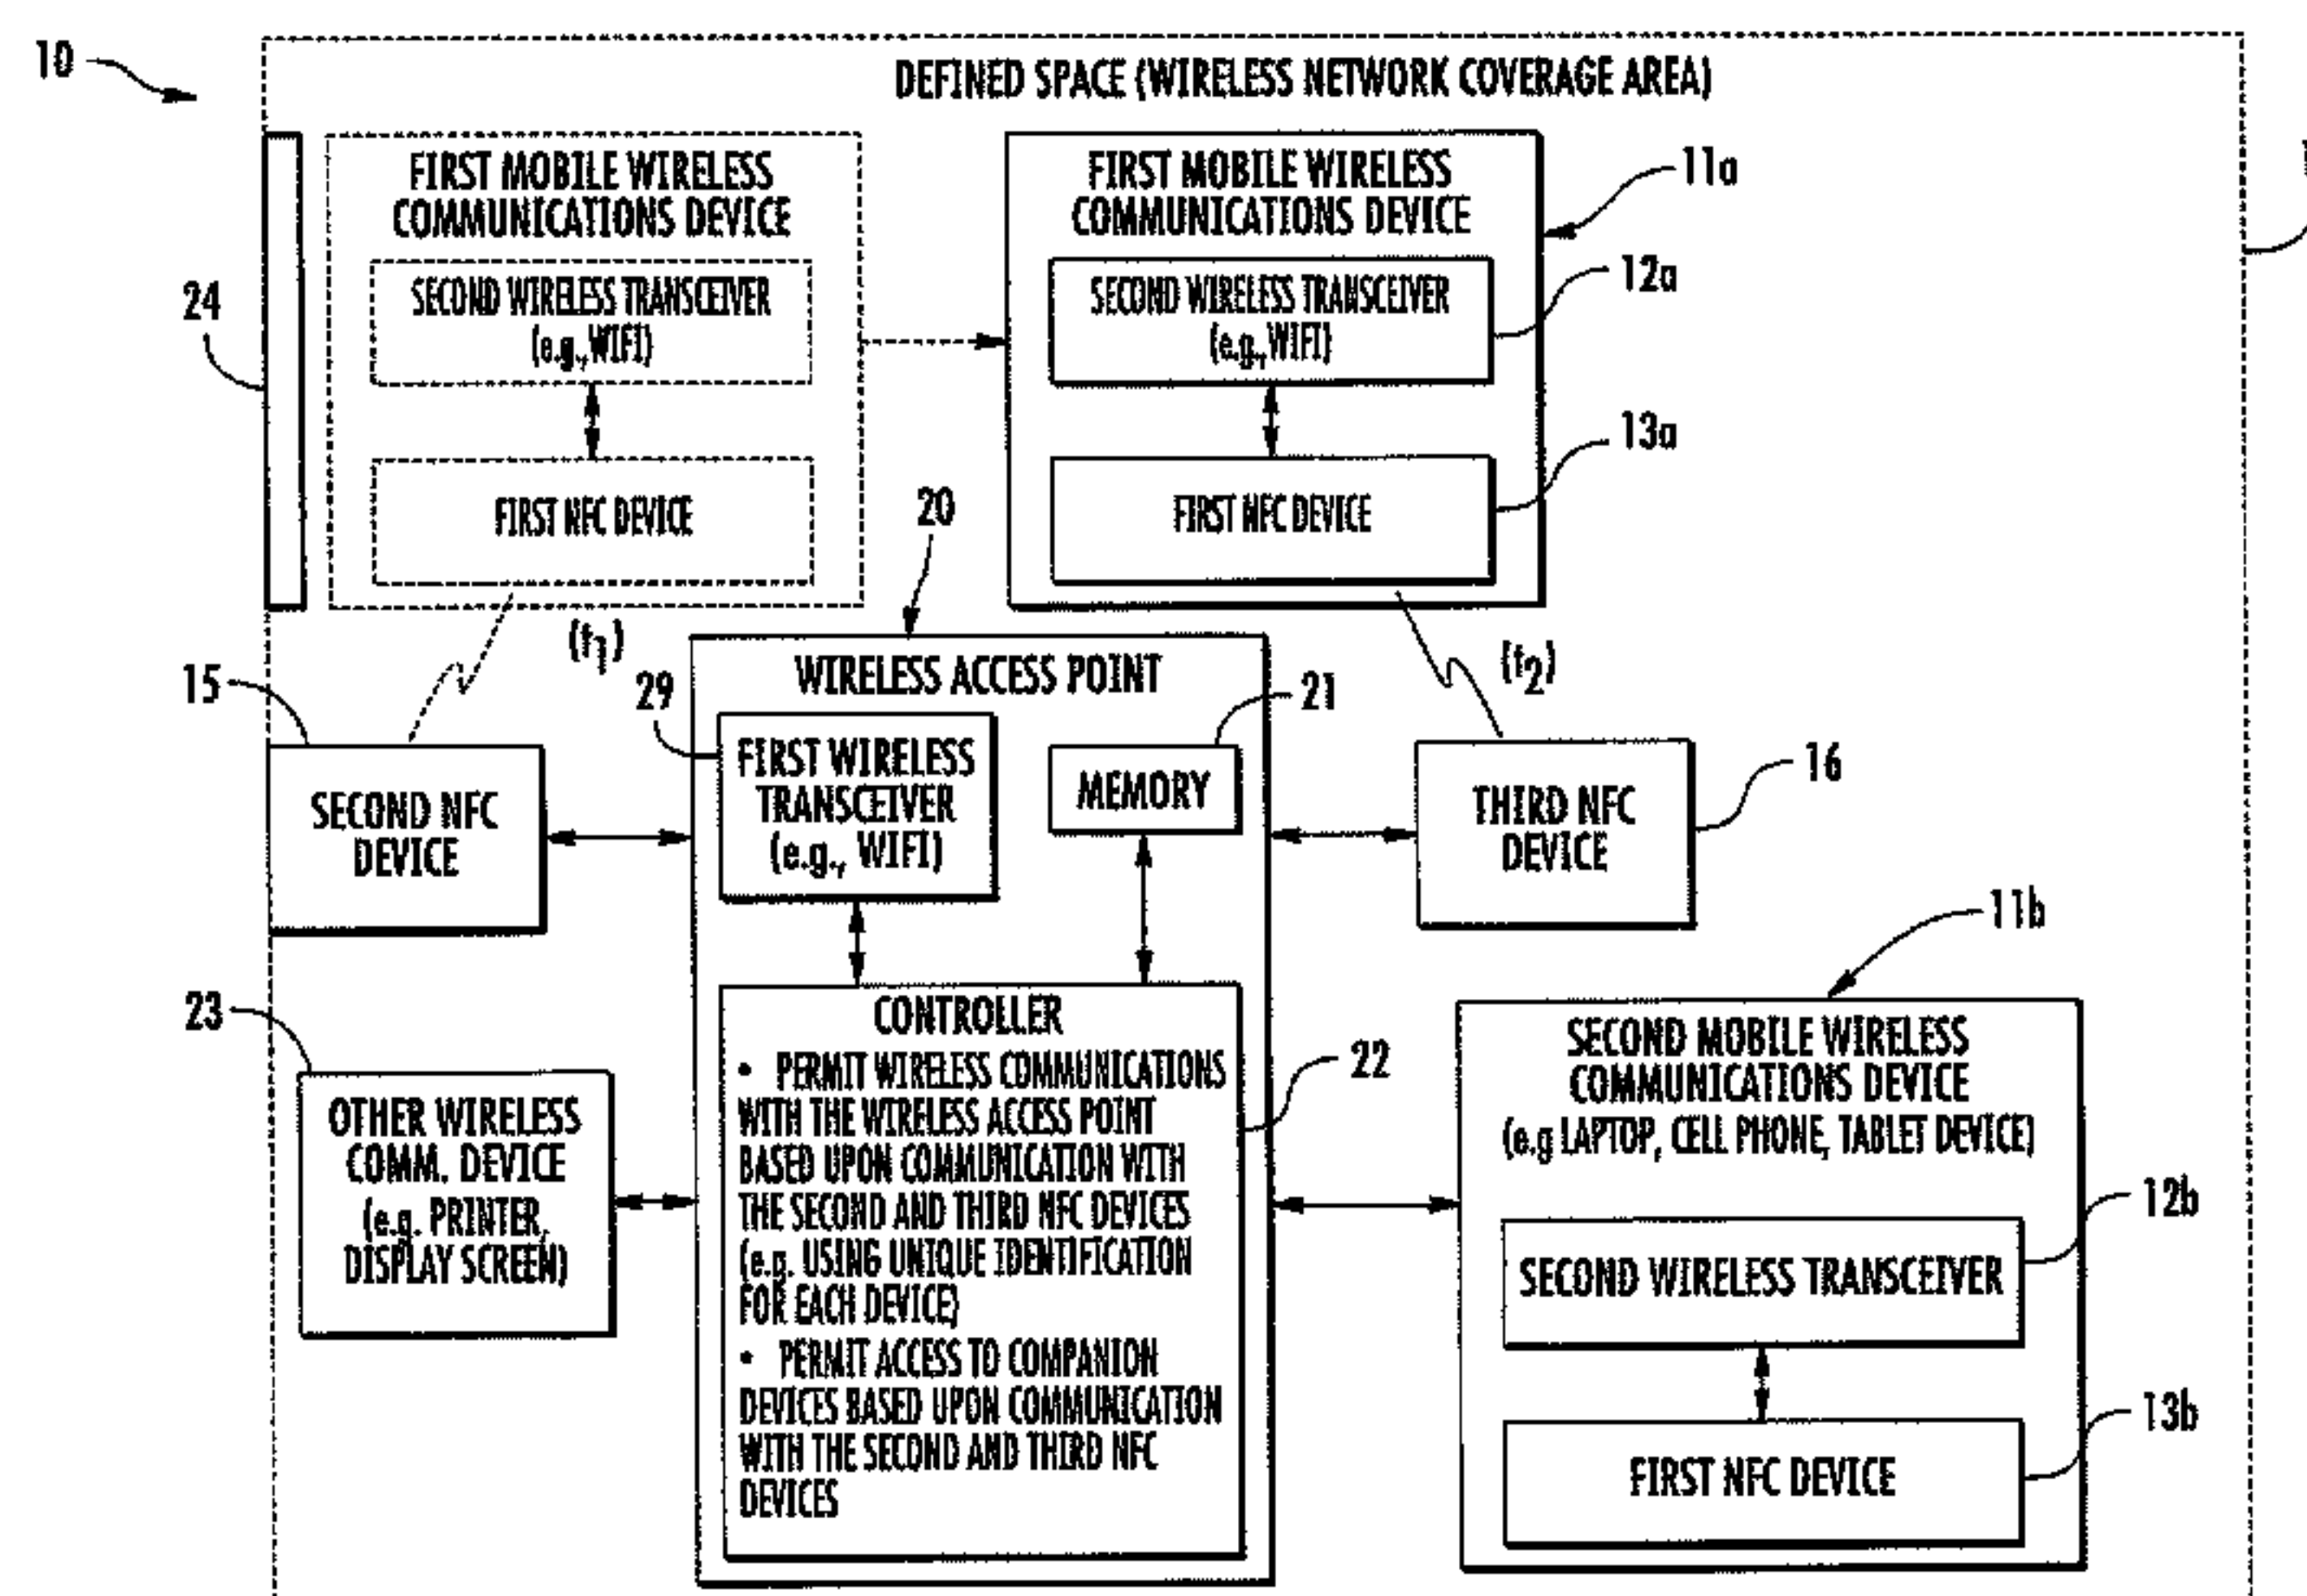 10
DEFINED SPACE (WIRELESS NETWORK COVERAGE AREA)
FIRST MOBILE WIRELESS
COMMUNICATIONS DEVICE
SECOND WIRELESS TRANSCEIVER
(e.g., WIFI)
FIRST NFC DEVICE
24
FIRST MOBILE WIRELESS
COMMUNICATIONS DEVICE
11a
SECOND WIRELESS TRANSCEIVER
(e.g., WIFI)
12a
13a
FIRST NFC DEVICE
20
(t1)
(t2)
15
SECOND NFC
DEVICE
WIRELESS ACCESS POINT
29
21
FIRST WIRELESS
TRANSCEIVER
(e.g., WIFI)
MEMORY
16
THIRD NFC
DEVICE
11b
23
OTHER WIRELESS
COMM. DEVICE
(e.g. PRINTER,
DISPLAY SCREEN)
CONTROLLER
• PERMIT WIRELESS COMMUNICATIONS
WITH THE WIRELESS ACCESS POINT
BASED UPON COMMUNICATION WITH
THE SECOND AND THIRD NFC DEVICES
(e.g. USING UNIQUE IDENTIFICATION
FOR EACH DEVICE)
• PERMIT ACCESS TO COMPANION
DEVICES BASED UPON COMMUNICATION
WITH THE SECOND AND THIRD NFC
DEVICES
22
SECOND MOBILE WIRELESS
COMMUNICATIONS DEVICE
(e.g LAPTOP, CELL PHONE, TABLET DEVICE)
12b
SECOND WIRELESS TRANSCEIVER
13b
FIRST NFC DEVICE